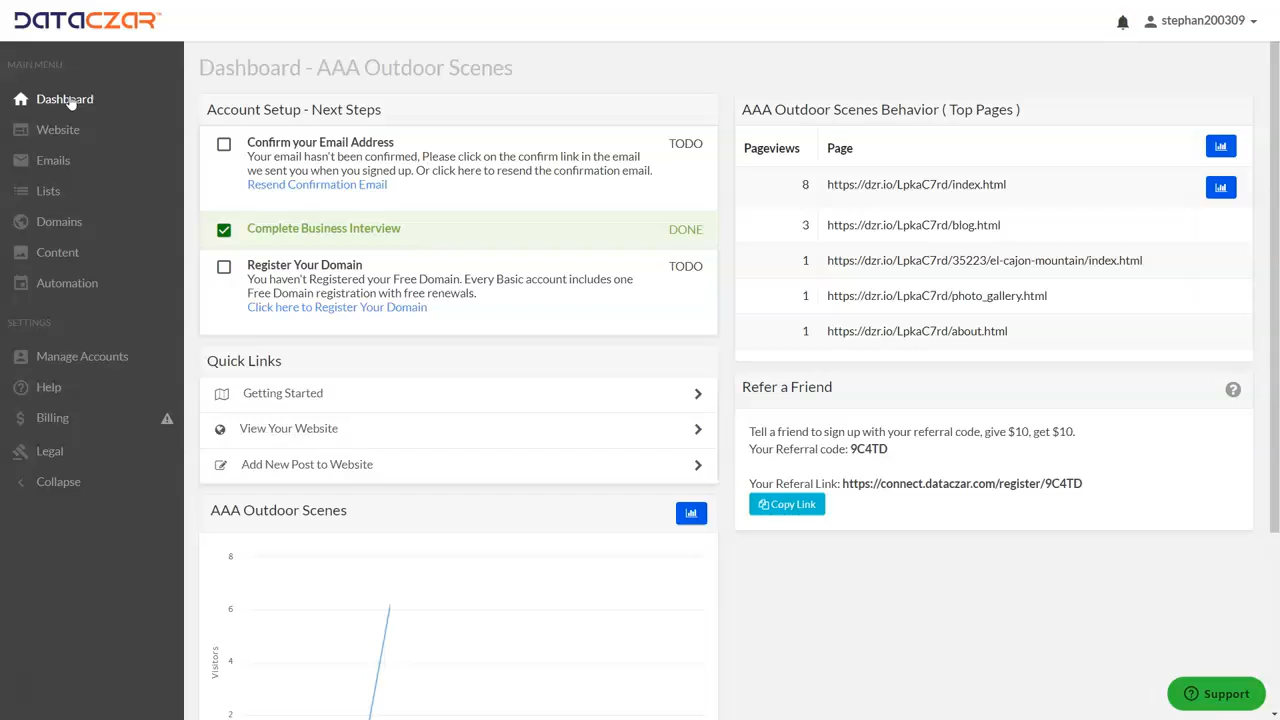 DATACZAR
stephan200309
MAIN MENU
Dashboard
Website
Emails
Lists
Domains
Content
Automation
SETTINGS
Manage Accounts
Help
Billing
Legal
Collapse
Dashboard - AAA Outdoor Scenes
Account Setup - Next Steps
Confirm your Email Address
TODO
Your email hasn't been confirmed, Please click on the confirm link in the email
we sent you when you signed up. Or click here to resend the confirmation email.
Resend Confirmation Email
Complete Business Interview
DONE
Register Your Domain
TODO
You haven't Registered your Free Domain. Every Basic account includes one
Free Domain registration with free renewals.
Click here to Register Your Domain
Quick Links
Getting Started
View Your Website
Add New Post to Website
AAA Outdoor Scenes
8
6
4
2
Visitors
AAA Outdoor Scenes Behavior ( Top Pages )
Pageviews Page
8 https://dzr.io/LpkaC7rd/index.html
3 https://dzr.io/LpkaC7rd/blog.html
1 https://dzr.io/LpkaC7rd/35223/el-cajon-mountain/index.html
1 https://dzr.io/LpkaC7rd/photo_gallery.html
1 https://dzr.io/LpkaC7rd/about.html
Refer a Friend
Tell a friend to sign up with your referral code, give $10, get $10.
Your Referral code: 9C4TD
Your Referal Link: https://connect.dataczar.com/register/9C4TD
Copy Link
Support